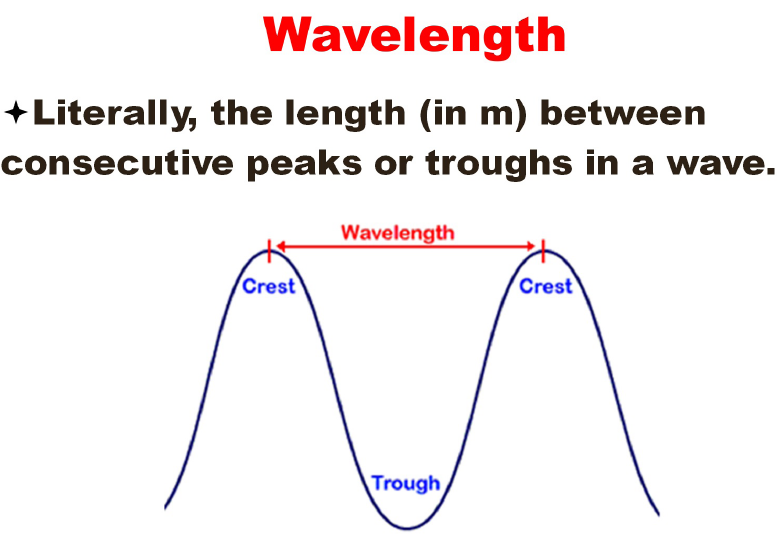 Wavelength
✦Literally, the length (in m) between
consecutive peaks or troughs in a wave.
Wavelength
Crest Crest
Trough